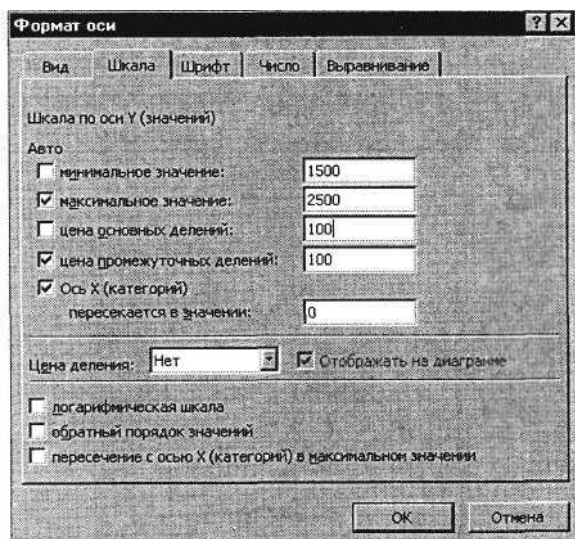 Формат оси
Вид Шкала Шрифт Число Выравнивание
Шкала по оси Y (значений)
Авто
минимальное значение: 1500
максимальное значение: 2500
цена основных делений: 100
цена промежуточных делений: 100
Ось X (категорий)
пересекается в значении: 0
Цена деления: Нет Отображать на диаграмме
логарифмическая шкала
обратный порядок значений
пересечение с осью X (категорий) в максимальном значении
OK Отмена